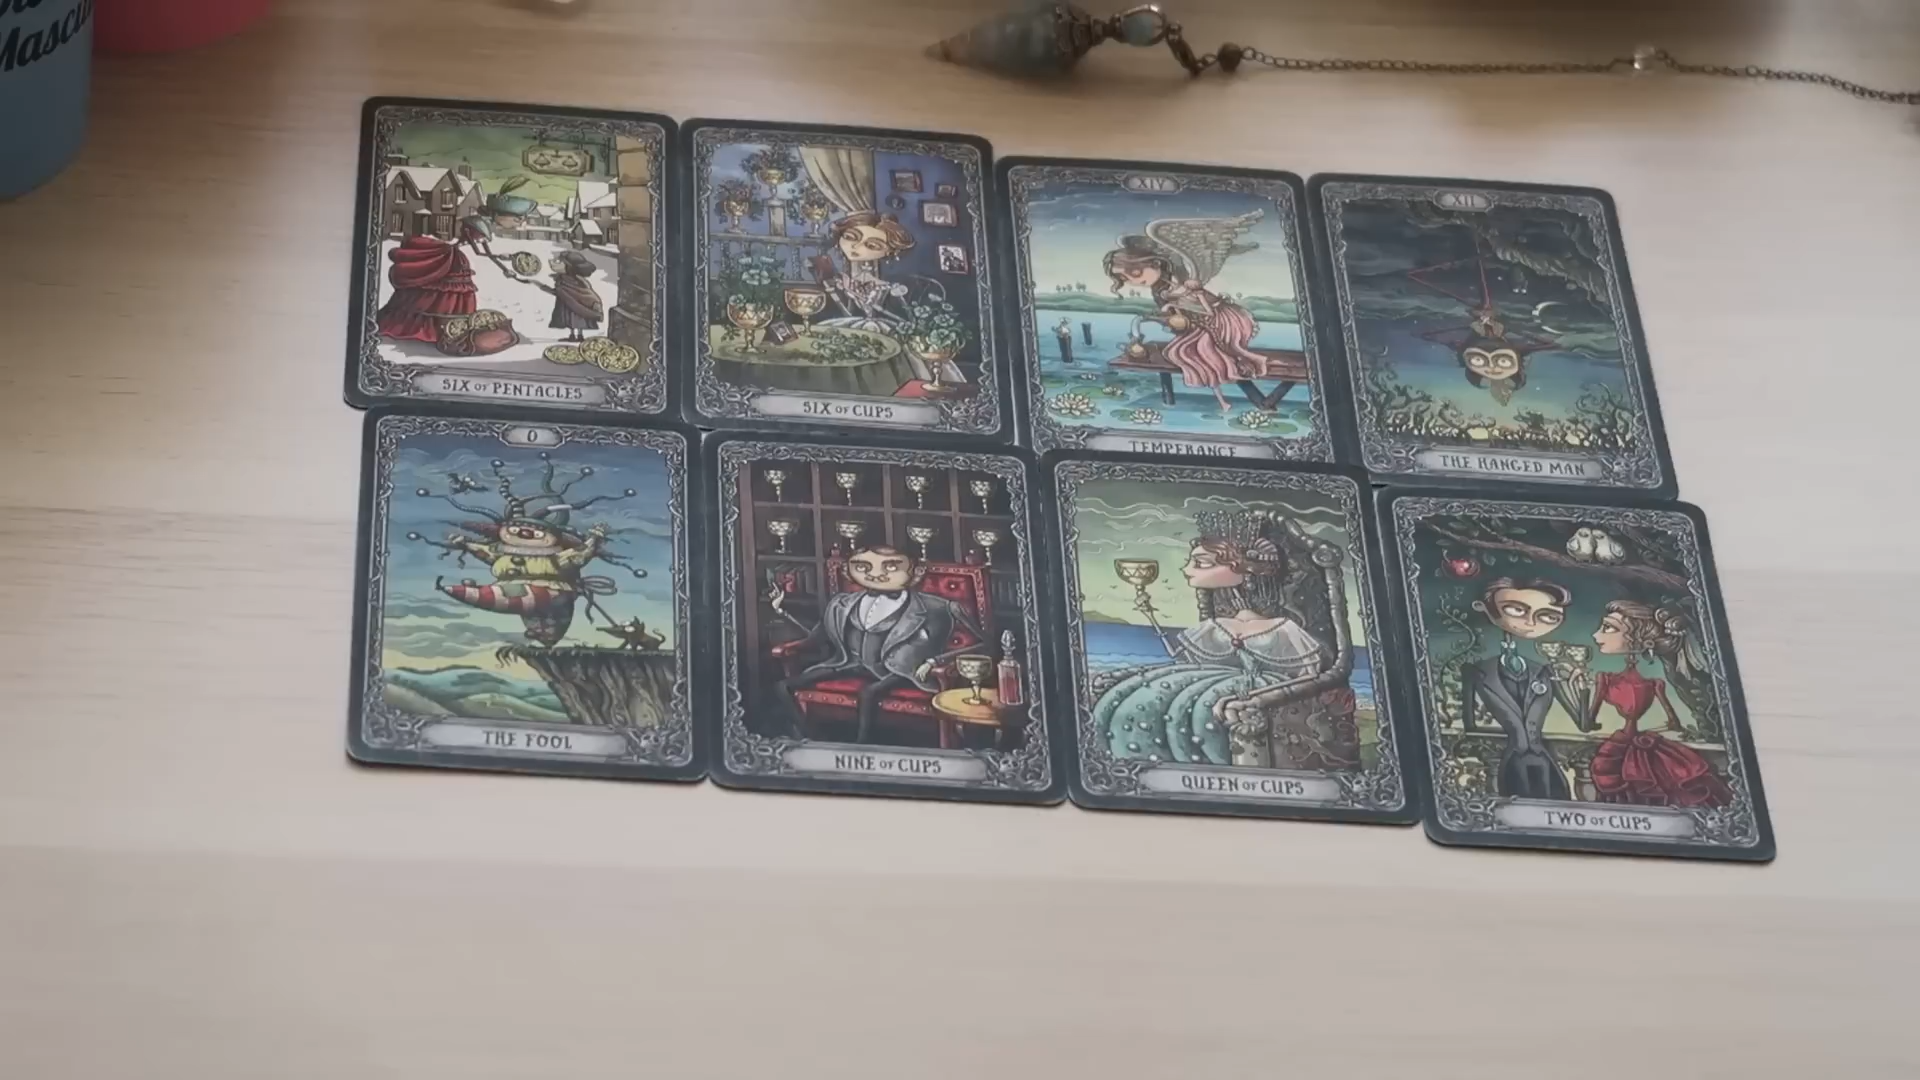 Mascu
SIX OF PENTACLES
SIX OF CUPS
XIV
TEMPERANCE
XII
THE HANGED MAN
0
THE FOOL
NINE OF CUPS
QUEEN OF CUPS
TWO OF CUPS